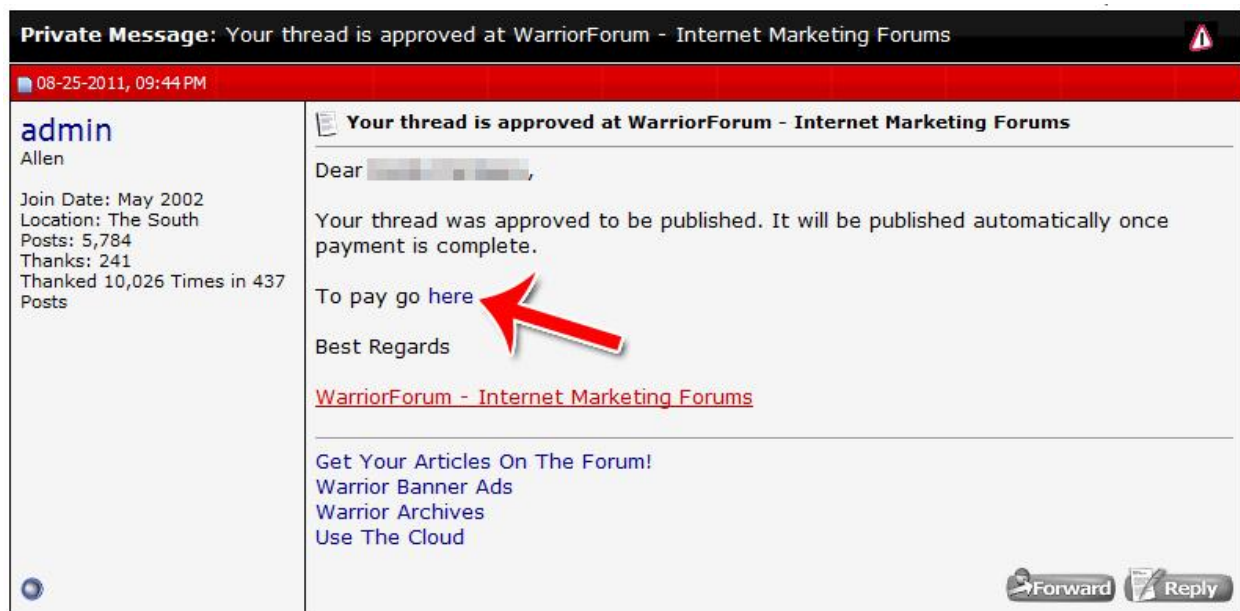 Private Message: Your thread is approved at WarriorForum - Internet Marketing Forums
08-25-2011, 09:44 PM
admin
Allen
Join Date: May 2002
Location: The South
Posts: 5,784
Thanks: 241
Thanked 10,026 Times in 437
Posts
Your thread is approved at WarriorForum - Internet Marketing Forums
Dear ,
Your thread was approved to be published. It will be published automatically once
payment is complete.
To pay go here
Best Regards
WarriorForum - Internet Marketing Forums
Get Your Articles On The Forum!
Warrior Banner Ads
Warrior Archives
Use The Cloud
Forward Reply